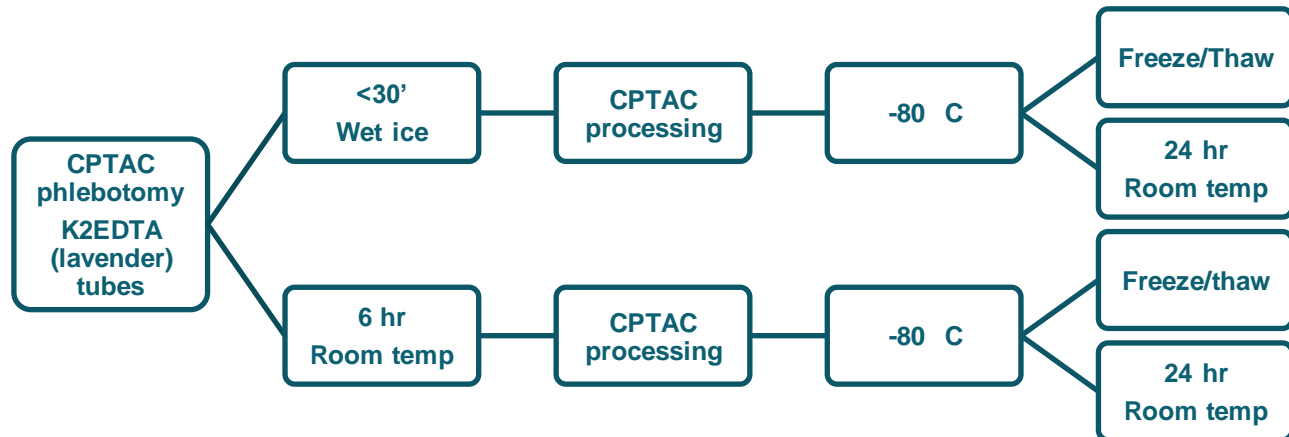 CPTAC
phlebotomy
K2EDTA
(lavender)
tubes
<30'
Wet ice
CPTAC
processing
-80 C
Freeze/Thaw
24 hr
Room temp
6 hr
Room temp
CPTAC
processing
-80 C
Freeze/thaw
24 hr
Room temp